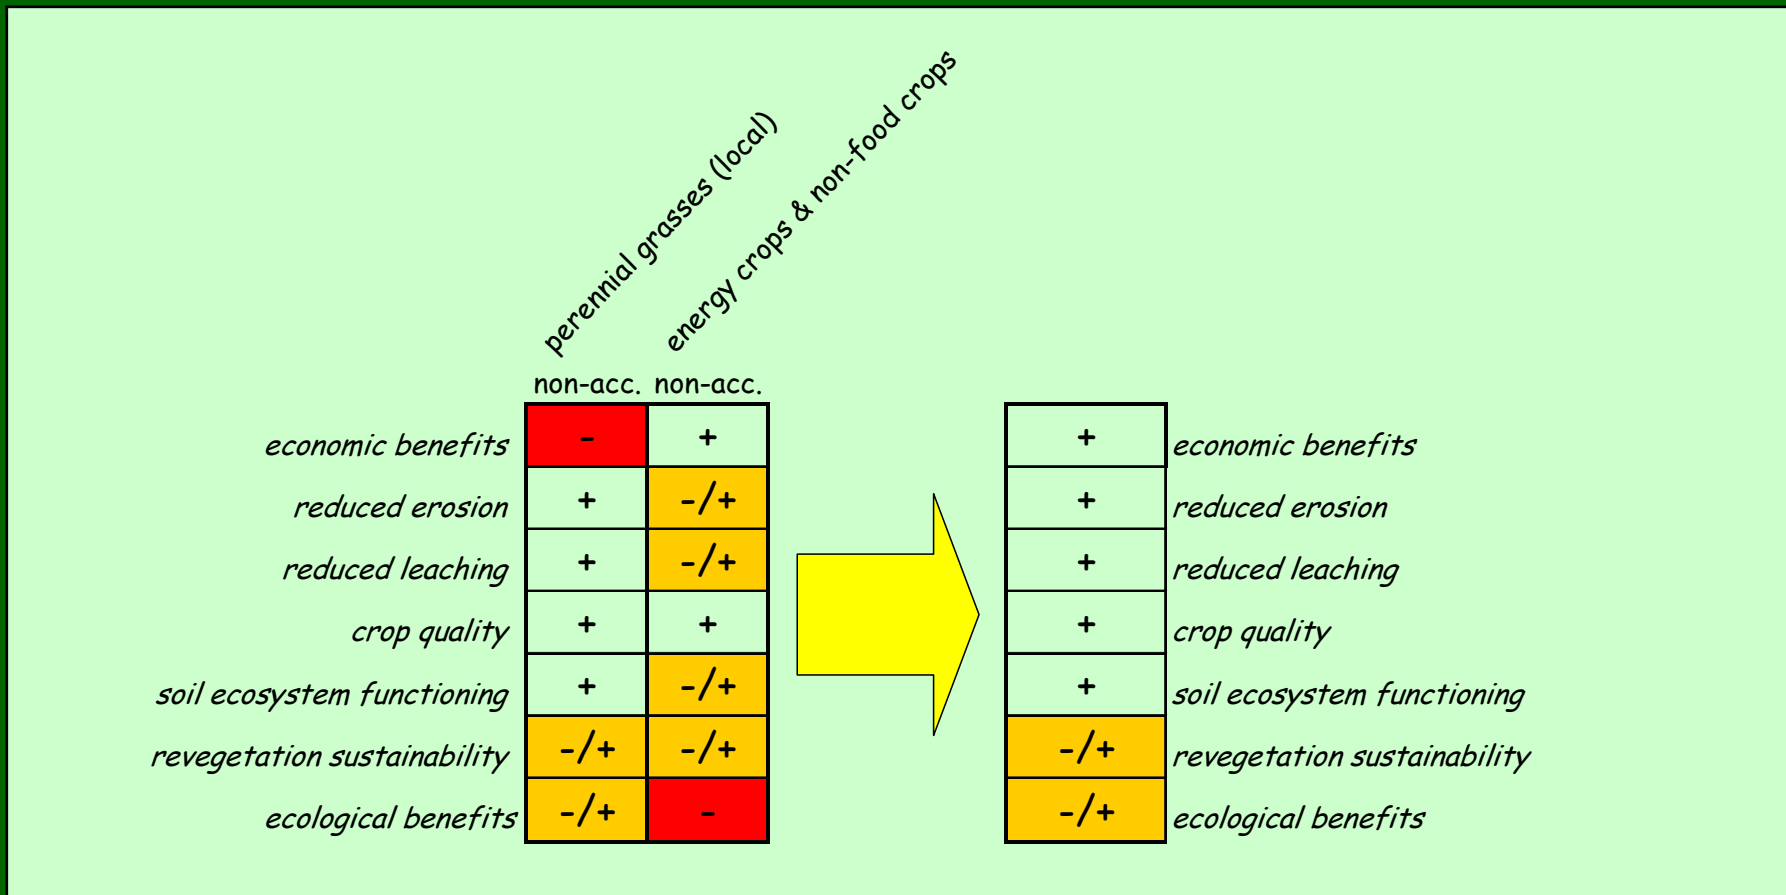 perennial grasses (local)
energy crops & non-food crops
non-acc. non-acc.
economic benefits - + + economic benefits
reduced erosion + -/+ + reduced erosion
reduced leaching + -/+ + reduced leaching
crop quality + + + crop quality
soil ecosystem functioning + -/+ + soil ecosystem functioning
revegetation sustainability -/+ -/+ -/+ revegetation sustainability
ecological benefits -/+ - -/+ ecological benefits